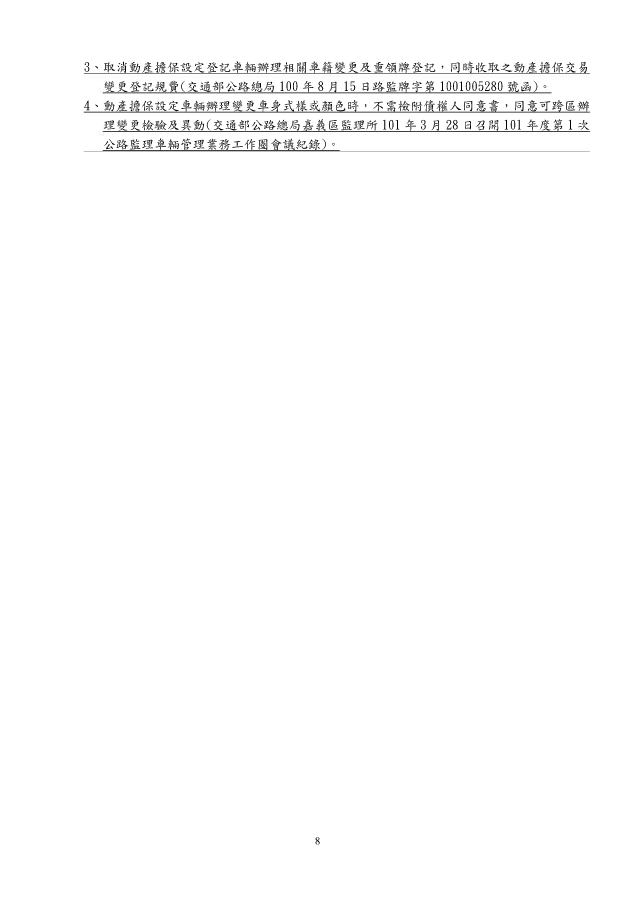 3、取消動產擔保設定登記車輛辦理相關車籍變更及重領牌登記，同時收取之動產擔保交易
變更登記規費(交通部公路總局 100 年 8 月 15 日路監牌字第 1001005280 號函)。
4、動產擔保設定車輛辦理變更車身式樣或顏色時，不需檢附債權人同意書，同意可跨區辦
理變更檢驗及異動(交通部公路總局嘉義區監理所 101 年 3 月 28 日召開 101 年度第 1 次
公路監理車輛管理業務工作圈會議紀錄)。
8